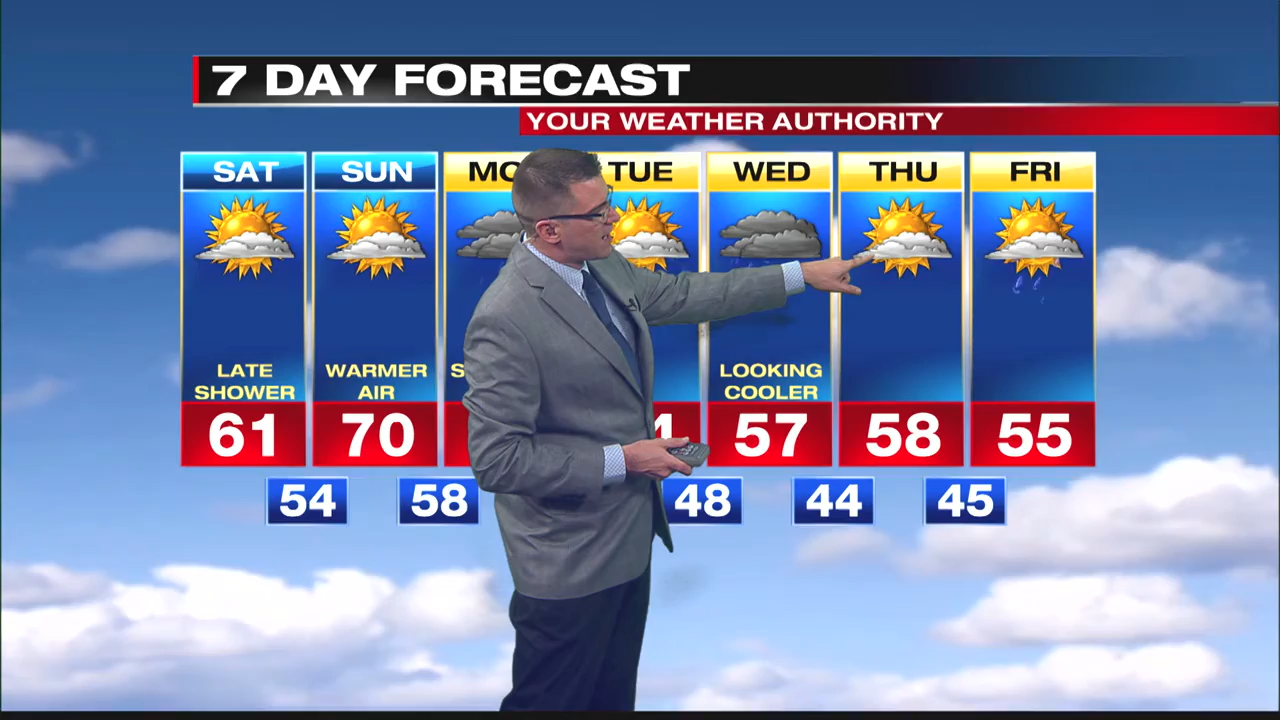 7 DAY FORECAST
YOUR WEATHER AUTHORITY
SAT SUN TUE WED THU FRI
LATE SHOWER
WARMER AIR
LOOKING COOLER
61 70 57 58 55
54 58 48 44 45